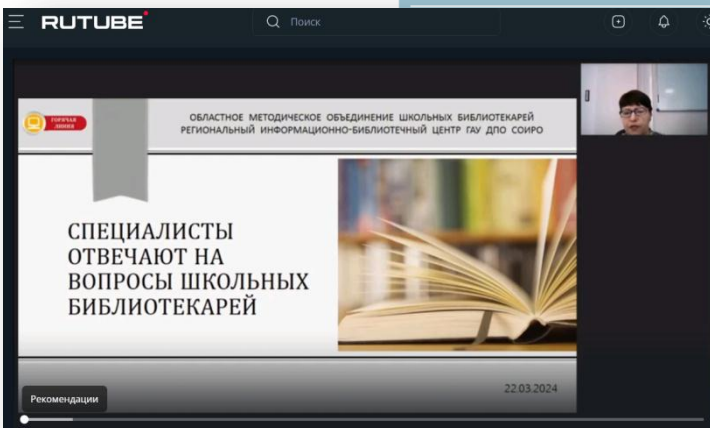 RUTUBE
Поиск
ГОРЯЧАЯ
ЛИНИЯ
ОБЛАСТНОЕ МЕТОДИЧЕСКОЕ ОБЪЕДИНЕНИЕ ШКОЛЬНЫХ БИБЛИОТЕКАРЕЙ
РЕГИОНАЛЬНЫЙ ИНФОРМАЦИОННО-БИБЛИОТЕЧНЫЙ ЦЕНТР ГАУ ДПО СОИРО
СПЕЦИАЛИСТЫ
ОТВЕЧАЮТ НА
ВОПРОСЫ ШКОЛЬНЫХ
БИБЛИОТЕКАРЕЙ
22.03.2024
Рекомендации